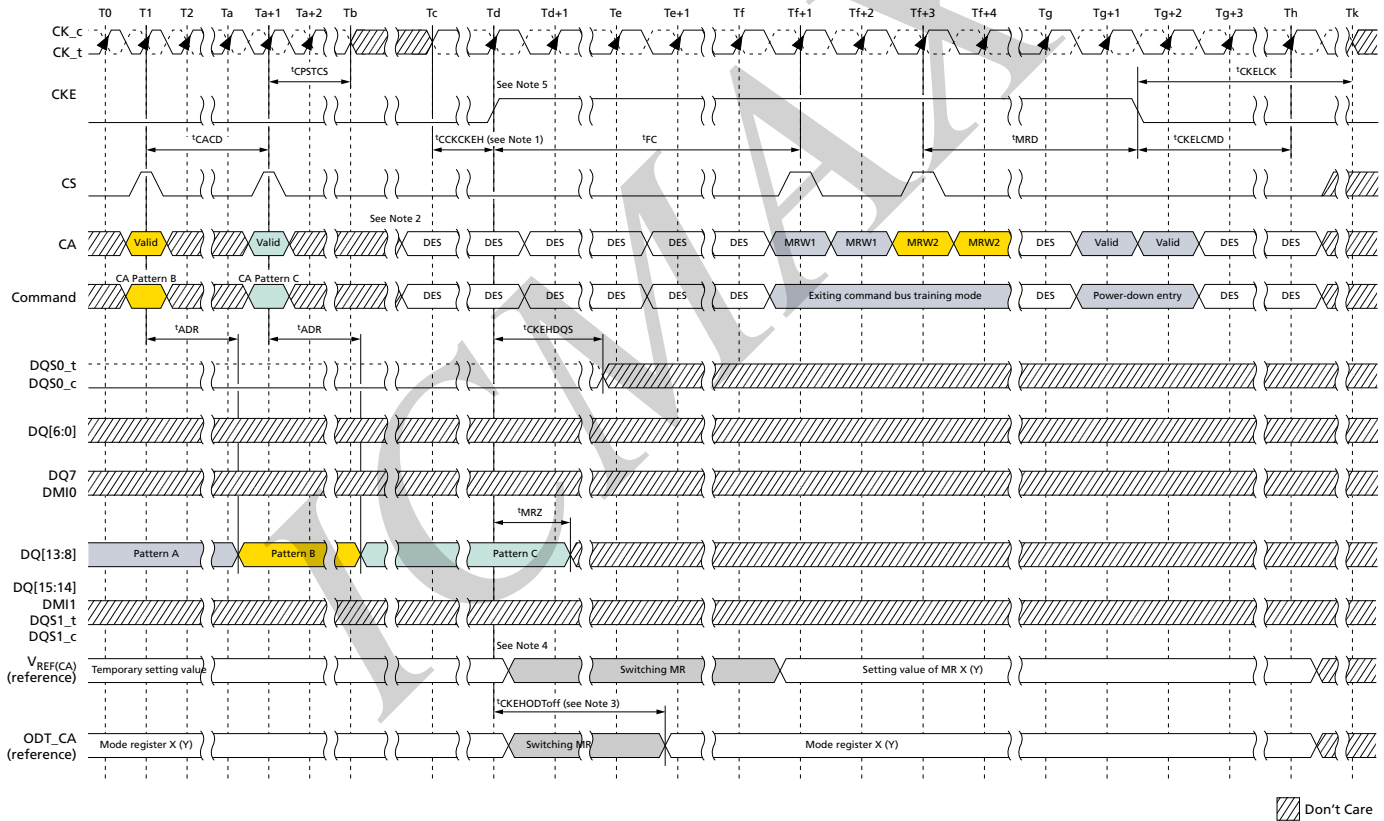 T0 T1 T2 Ta Ta+1 Ta+2 Tb Tc Td Td+1 Te Te+1 Tf Tf+1 Tf+2 Tf+3 Tf+4 Tg Tg+1 Tg+2 Tg+3 Th Tk
CK_c
CK_t
tCPSTCS
tCKELCK
See Note 5
CKE
tCACD
tCCKCKEH (see Note 1)
tFC
tMRD
tCKELCMD
CS
See Note 2
CA
Valid Valid DES DES DES DES DES DES MRW1 MRW1 MRW2 MRW2 DES Valid Valid DES DES
CA Pattern B CA Pattern C
Command
DES DES DES DES DES DES Exiting command bus training mode DES Power-down entry DES DES
tADR tADR tCKEHDQS
DQS0_t
DQS0_c
DQ[6:0]
DQ7
DMI0
tMRZ
DQ[13:8]
Pattern A Pattern B Pattern C
DQ[15:14]
DMI1
DQS1_t
DQS1_c
See Note 4
VREF(CA)
(reference)
Temporary setting value Switching MR Setting value of MR X (Y)
tCKEHODToff (see Note 3)
ODT_CA
(reference)
Mode register X (Y) Switching MR Mode register X (Y)
Don't Care
ICMAX